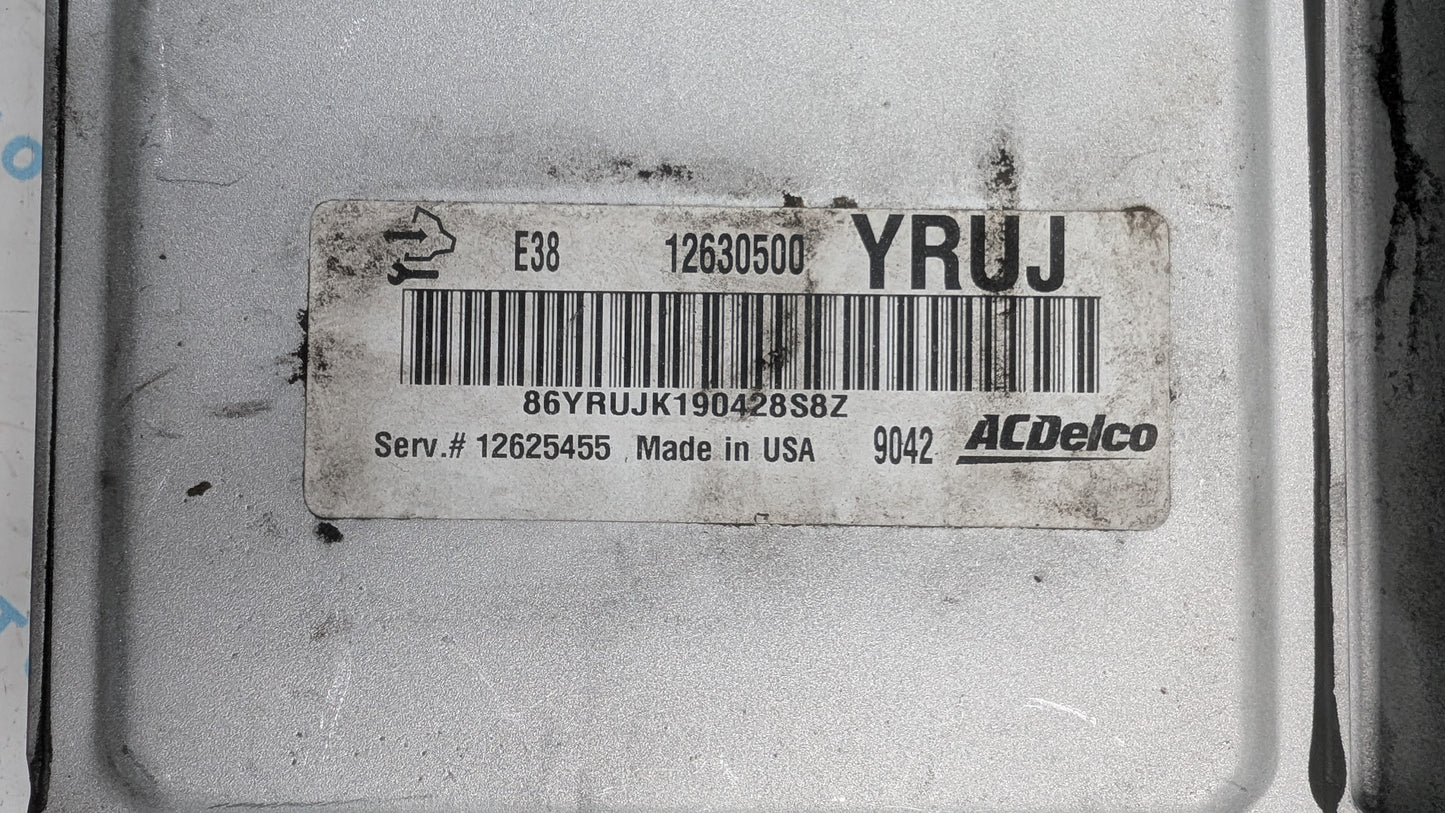 E38 12630500 YRUJ
86YRUJK190428S8Z
Serv.# 12625455 Made in USA 9042 ACDelco